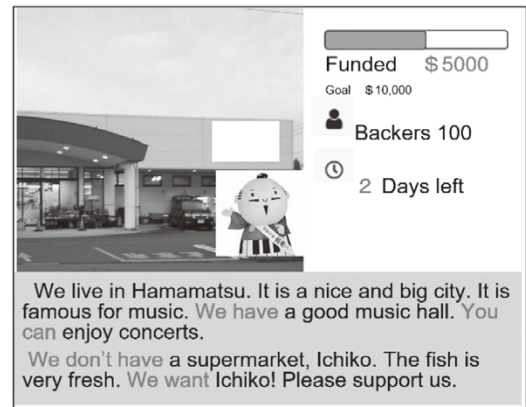 Funded $5000
Goal $10,000
Backers 100
2 Days left
We live in Hamamatsu. It is a nice and big city. It is
famous for music. We have a good music hall. You
can enjoy concerts.
We don't have a supermarket, Ichiko. The fish is
very fresh. We want Ichiko! Please support us.